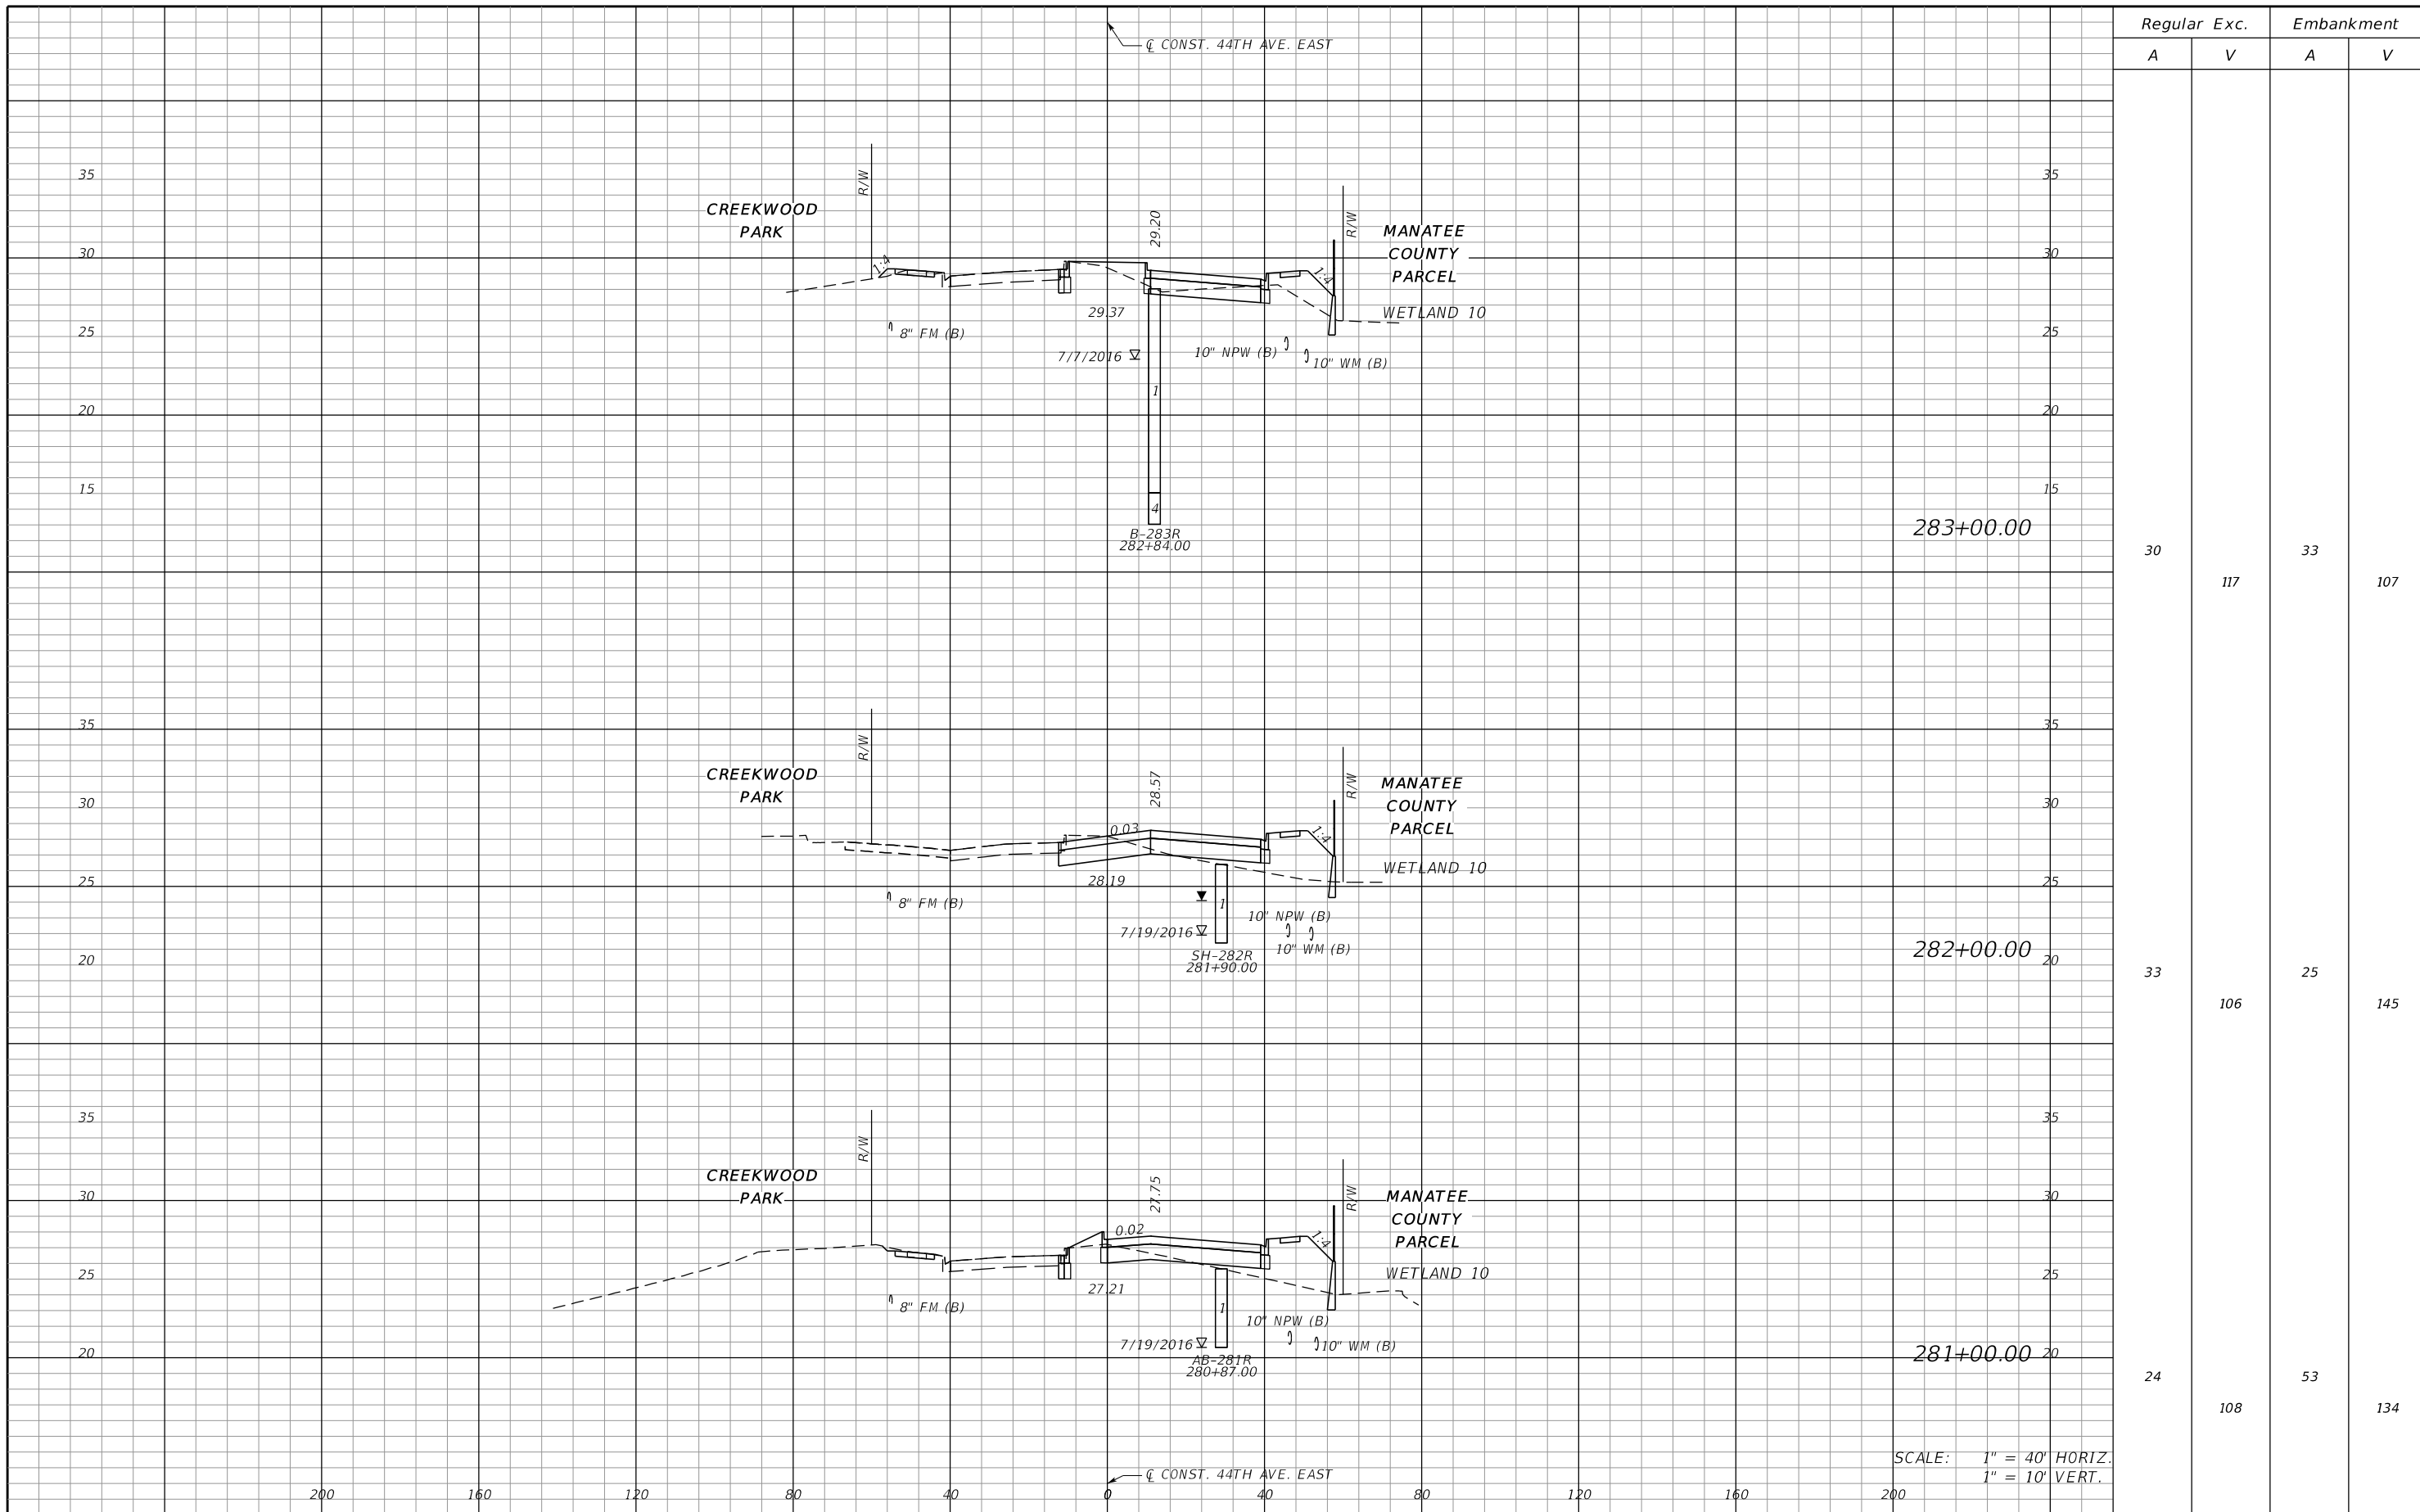 Regular Exc. Embankment
A V A V
℄ CONST. 44TH AVE. EAST
35 35
R/W
CREEKWOOD
PARK
29.20
R/W
MANATEE
COUNTY
PARCEL
30 30
1:4
1:4
WETLAND 10
29.37
25 25
8" FM (B)
7/7/2016
10" NPW (B)
10" WM (B)
1
20 20
15 15
4
B-283R
282+84.00
283+00.00
30 33
117 107
35 35
R/W
CREEKWOOD
PARK
28.57
R/W
MANATEE
COUNTY
PARCEL
30 30
0.03
1:4
WETLAND 10
28.19
25 25
8" FM (B)
1
10" NPW (B)
7/19/2016
10" WM (B)
SH-282R
281+90.00
20 20
282+00.00
33 25
106 145
35 35
R/W
CREEKWOOD
PARK
27.75
R/W
MANATEE
COUNTY
PARCEL
30 30
0.02
1:4
WETLAND 10
25 25
27.21
8" FM (B)
1
10" NPW (B)
7/19/2016
10" WM (B)
AB-281R
280+87.00
20 20
281+00.00
24 53
108 134
SCALE: 1" = 40' HORIZ.
1" = 10' VERT.
℄ CONST. 44TH AVE. EAST
200 160 120 80 40 0 40 80 120 160 200